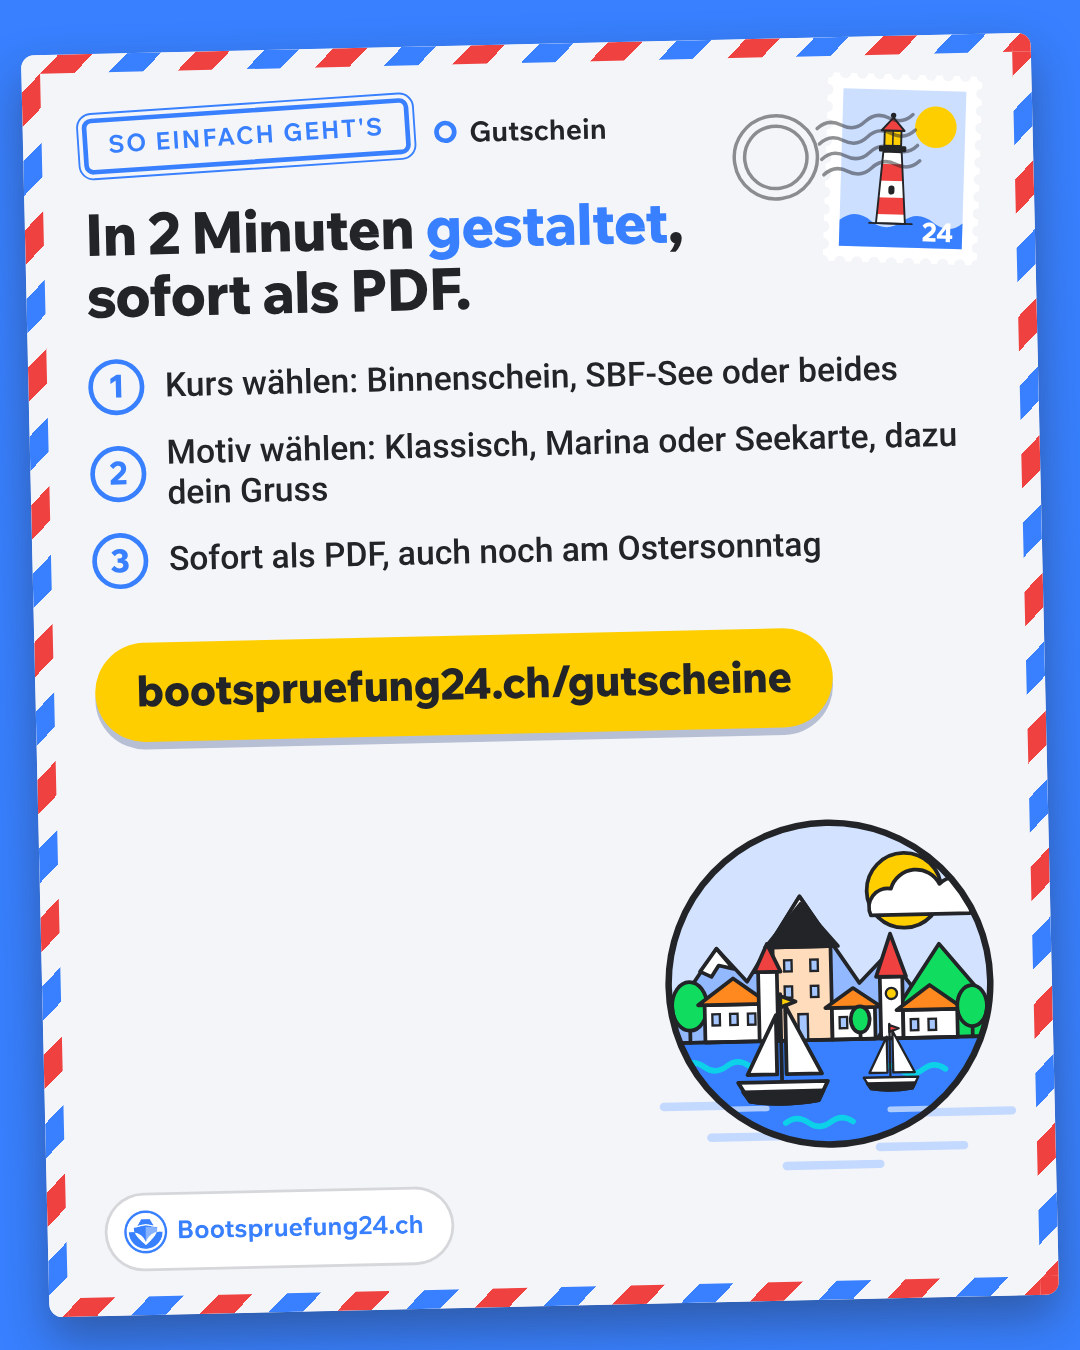 SO EINFACH GEHT'S
Gutschein
24
In 2 Minuten gestaltet,
sofort als PDF.
1 Kurs wählen: Binnenschein, SBF-See oder beides
2 Motiv wählen: Klassisch, Marina oder Seekarte, dazu
dein Gruss
3 Sofort als PDF, auch noch am Ostersonntag
bootspruefung24.ch/gutscheine
Bootspruefung24.ch